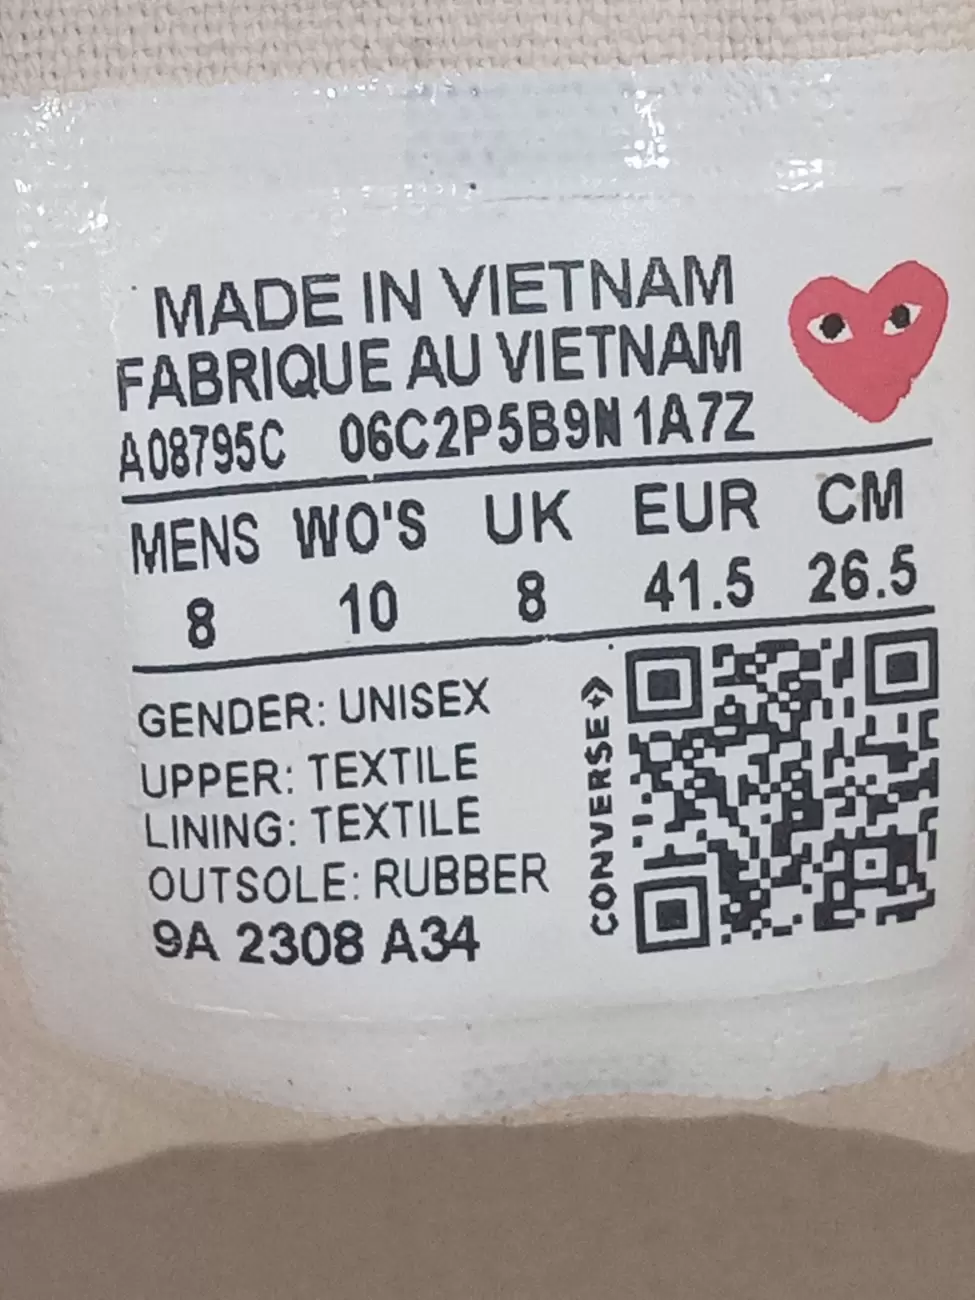 MADE IN VIETNAM
FABRIQUE AU VIETNAM
A08795C 06C2P5B9N1A7Z
MENS WO'S UK EUR CM
8 10 8 41.5 26.5
GENDER: UNISEX
UPPER: TEXTILE
LINING: TEXTILE
OUTSOLE: RUBBER
9A 2308 A34
CONVERSE